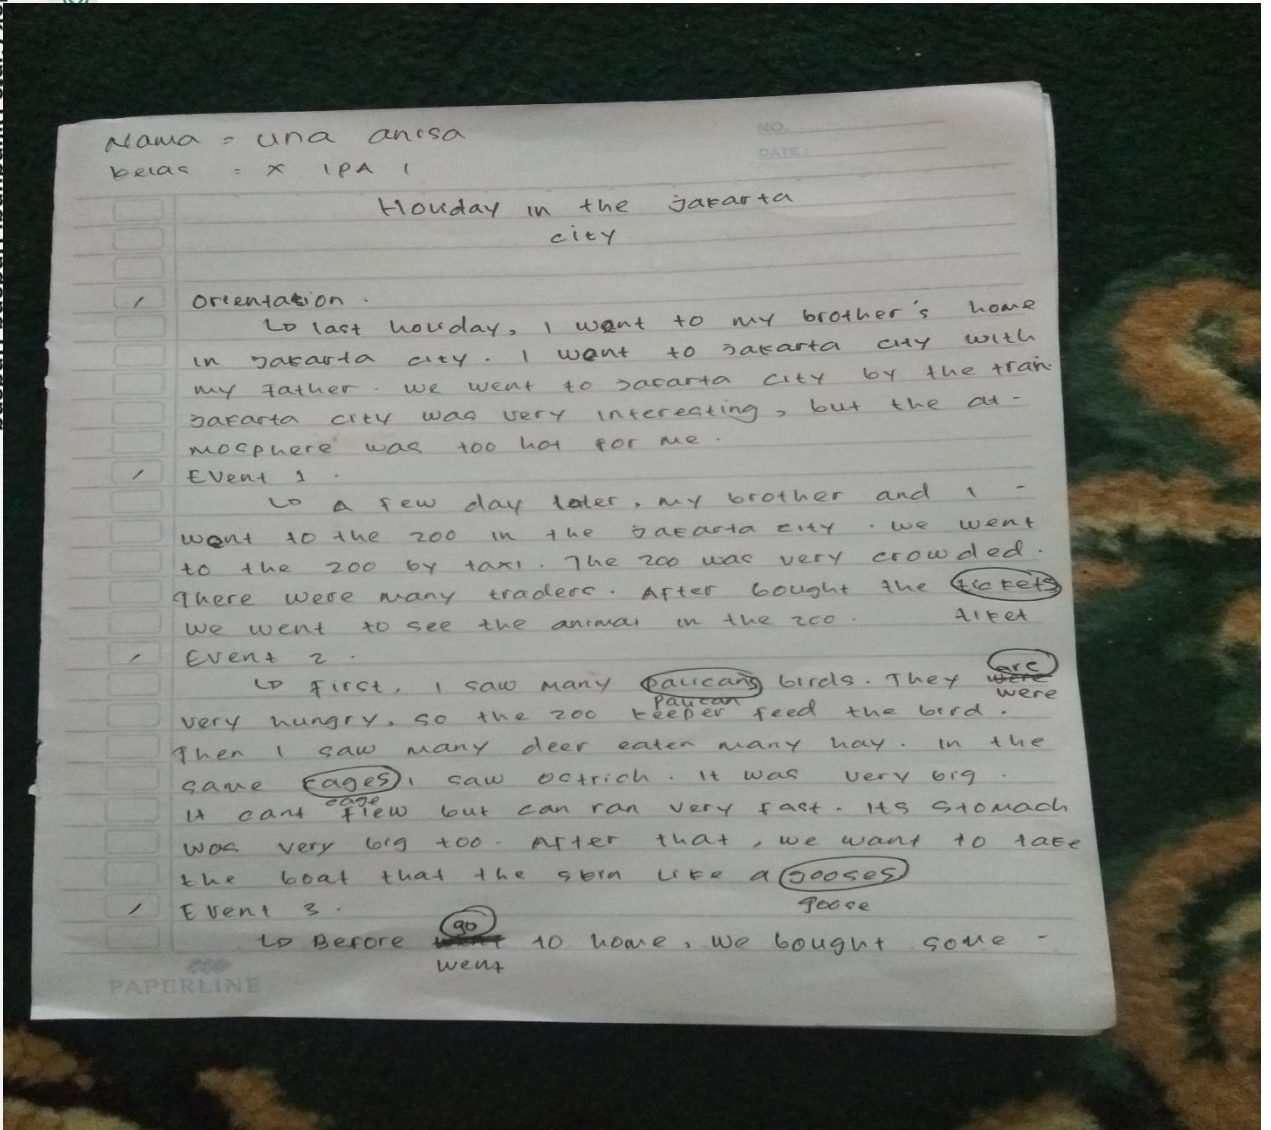 Nama = una anisa
kelas = X IPA 1
NO.
DATE:
Holiday in the Jakarta
city
Orientation.
last holiday, I went to my brother's home
in Jakarta city. I went to Jakarta city with
my Father. we went to Jakarta city by the train
Jakarta city was very interesting, but the at-
mosphere was too hot for me.
Event 1.
a few day later, my brother and I -
went to the zoo in the Jakarta city. we went
to the zoo by taxi. The zoo was very crowded.
There were many traders. After bought the tickets
tiket
we went to see the animal in the zoo.
Event 2.
are
First, I saw many palicans birds. They were
palican were
very hungry, so the zoo keeper feed the bird.
Then I saw many deer eaten many hay. in the
same cages I saw ostrich. It was very big.
cage
It cant flew but can ran very fast. Its stomach
was very big too. After that, we want to take
the boat that the skin like a gooses
goose
Event 3.
go
Before went to home, we bought some -
went
PAPERLINE